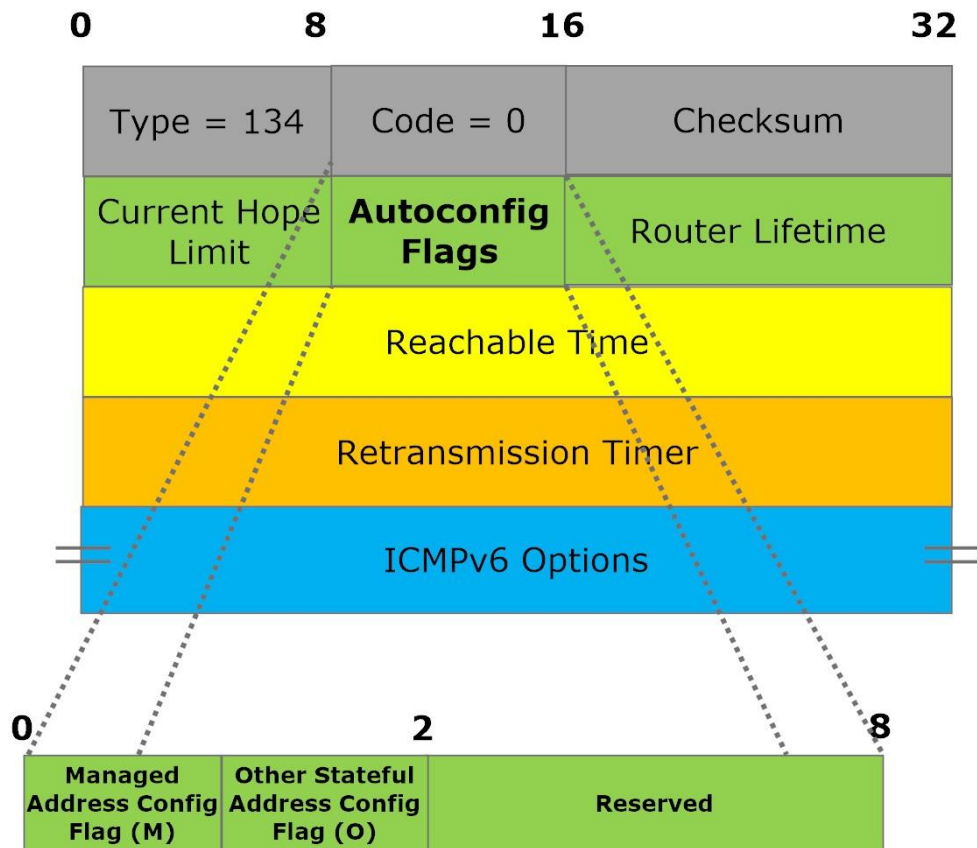 0 8 16 32
Type = 134 Code = 0 Checksum
Current Hope
Limit
Autoconfig
Flags
Router Lifetime
Reachable Time
Retransmission Timer
ICMPv6 Options
0 2 8
Managed
Address Config
Flag (M)
Other Stateful
Address Config
Flag (O)
Reserved